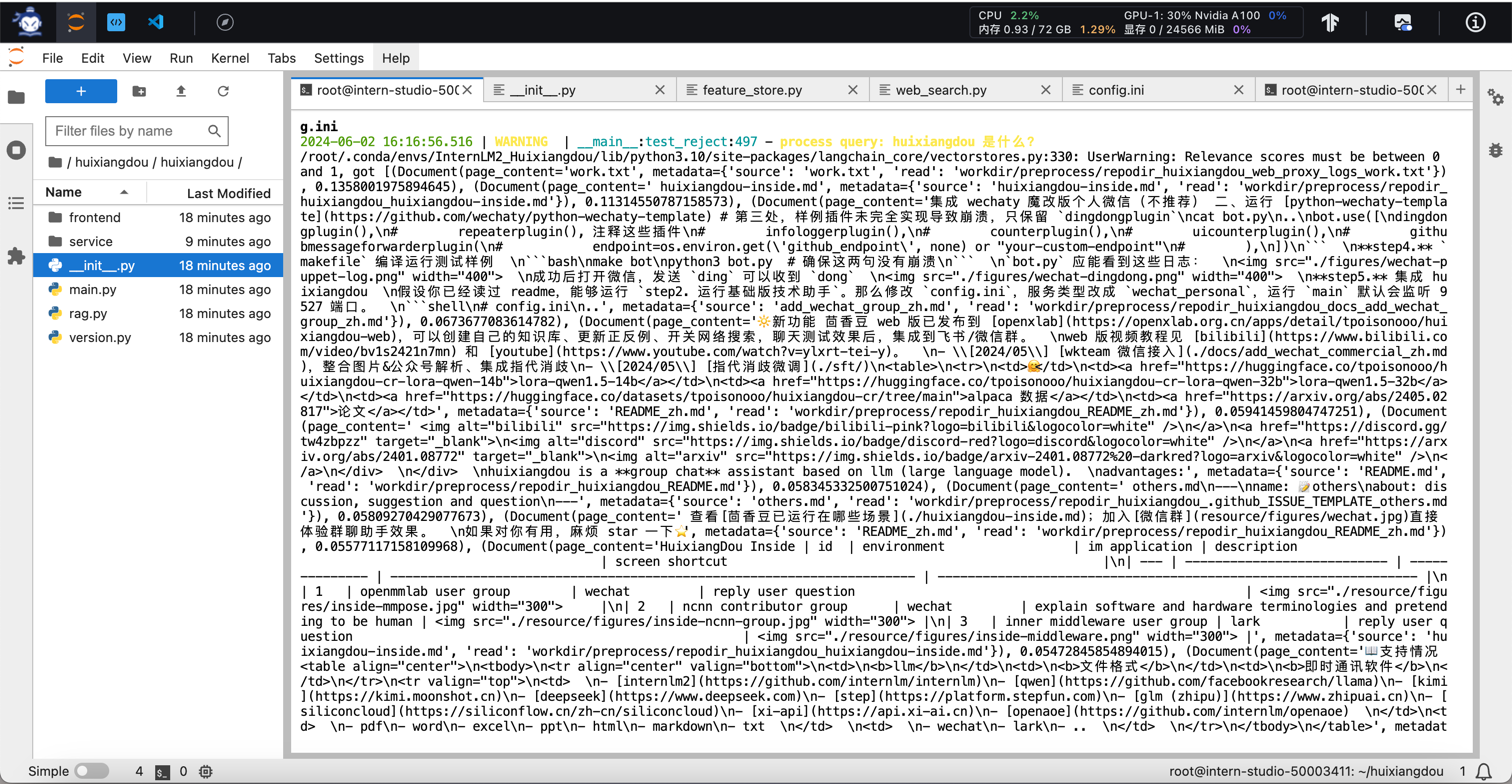 CPU 2.2% GPU-1: 30% Nvidia A100 0%
内存 0.93 / 72 GB 1.29% 显存 0 / 24566 MiB 0%
File Edit View Run Kernel Tabs Settings Help
root@intern-studio-500 __init__.py feature_store.py web_search.py config.ini root@intern-studio-500
Filter files by name
/ huixiangdou / huixiangdou /
Name Last Modified
frontend 18 minutes ago
service 9 minutes ago
__init__.py 18 minutes ago
main.py 18 minutes ago
rag.py 18 minutes ago
version.py 18 minutes ago
g.ini
2024-06-02 16:16:56.516 | WARNING | __main__:test_reject:497 - process query: huixiangdou 是什么?
/root/.conda/envs/InternLM2_Huixiangdou/lib/python3.10/site-packages/langchain_core/vectorstores.py:330: UserWarning: Relevance scores must be between 0
and 1, got [(Document(page_content='work.txt', metadata={'source': 'work.txt', 'read': 'workdir/preprocess/repodir_huixiangdou_web_proxy_logs_work.txt'})
, 0.1358001975894645), (Document(page_content=' huixiangdou-inside.md', metadata={'source': 'huixiangdou-inside.md', 'read': 'workdir/preprocess/repodir_
huixiangdou_huixiangdou-inside.md'}), 0.11314550787158573), (Document(page_content='集成 wechaty 魔改版个人微信（不推荐） 二、运行 [python-wechaty-templa
te](https://github.com/wechaty/python-wechaty-template) # 第三处，样例插件未完全实现导致崩溃，只保留 `dingdongplugin`\ncat bot.py\n..\nbot.use([\ndingdon
gplugin(),\n# repeaterplugin(), 注释这些插件\n# infologgerplugin(),\n# counterplugin(),\n# uicounterplugin(),\n# githu
bmessageforwarderplugin(\n# endpoint=os.environ.get(\'github_endpoint\', none) or "your-custom-endpoint"\n# ),\n])\n``` \n**step4.** `
makefile` 编译运行测试样例 \n```bash\nmake bot\npython3 bot.py # 确保这两句没有崩溃\n``` \n`bot.py` 应能看到这些日志： \n<img src="./figures/wechat-p
uppet-log.png" width="400"> \n成功后打开微信，发送 `ding` 可以收到 `dong` \n<img src="./figures/wechat-dingdong.png" width="400"> \n**step5.** 集成 hu
ixiangdou \n假设你已经读过 readme，能够运行 `step2. 运行基础版技术助手`。那么修改 `config.ini`，服务类型改成 `wechat_personal`，运行 `main` 默认会监听 9
527 端口。 \n```shell\n# config.ini\n..', metadata={'source': 'add_wechat_group_zh.md', 'read': 'workdir/preprocess/repodir_huixiangdou_docs_add_wechat_
group_zh.md'}), 0.0673677083614782), (Document(page_content='🔆新功能 茴香豆 web 版已发布到 [openxlab](https://openxlab.org.cn/apps/detail/tpoisonooo/hu
ixiangdou-web)，可以创建自己的知识库、更新正反例、开关网络搜索，聊天测试效果后，集成到飞书/微信群。 \nweb 版视频教程见 [bilibili](https://www.bilibili.co
m/video/bv1s2421n7mn) 和 [youtube](https://www.youtube.com/watch?v=ylxrt-tei-y)。 \n- \\[2024/05\\] [wkteam 微信接入](./docs/add_wechat_commercial_zh.md
)，整合图片&公众号解析、集成指代消歧\n- \\[2024/05\\] [指代消歧微调](./sft/)\n<table>\n<tr>\n<td>🤗</td>\n<td><a href="https://huggingface.co/tpoisonooo/h
uixiangdou-cr-lora-qwen-14b">lora-qwen1.5-14b</a></td>\n<td><a href="https://huggingface.co/tpoisonooo/huixiangdou-cr-lora-qwen-32b">lora-qwen1.5-32b</a>
</td>\n<td><a href="https://huggingface.co/datasets/tpoisonooo/huixiangdou-cr/tree/main">alpaca 数据</a></td>\n<td><a href="https://arxiv.org/abs/2405.02
817">论文</a></td>', metadata={'source': 'README_zh.md', 'read': 'workdir/preprocess/repodir_huixiangdou_README_zh.md'}), 0.05941459804747251), (Document
(page_content=' <img alt="bilibili" src="https://img.shields.io/badge/bilibili-pink?logo=bilibili&logocolor=white" />\n</a>\n<a href="https://discord.gg/
tw4zbpzz" target="_blank">\n<img alt="discord" src="https://img.shields.io/badge/discord-red?logo=discord&logocolor=white" />\n</a>\n<a href="https://arx
iv.org/abs/2401.08772" target="_blank">\n<img alt="arxiv" src="https://img.shields.io/badge/arxiv-2401.08772%20-darkred?logo=arxiv&logocolor=white" />\n<
/a>\n</div> \n</div> \nhuixiangdou is a **group chat** assistant based on llm (large language model). \nadvantages:', metadata={'source': 'README.md',
'read': 'workdir/preprocess/repodir_huixiangdou_README.md'}), 0.058345332500751024), (Document(page_content=' others.md\n---\nname: 📝others\nabout: dis
cussion, suggestion and question\n---', metadata={'source': 'others.md', 'read': 'workdir/preprocess/repodir_huixiangdou_.github_ISSUE_TEMPLATE_others.md
'}), 0.05809270429077673), (Document(page_content=' 查看[茴香豆已运行在哪些场景](./huixiangdou-inside.md)；加入[微信群](resource/figures/wechat.jpg)直接
体验群聊助手效果。 \n如果对你有用，麻烦 star 一下⭐', metadata={'source': 'README_zh.md', 'read': 'workdir/preprocess/repodir_huixiangdou_README_zh.md'})
, 0.05577117158109968), (Document(page_content='HuixiangDou Inside | id | environment | im application | description
| screen shortcut |\n| --- | --------------------------- | -----
--------- | -------------------------------------------------------------------- | -------------------------------------------------------------- |\n
| 1 | openmmlab user group | wechat | reply user question | <img src="./resource/figu
res/inside-mmpose.jpg" width="300"> |\n| 2 | ncnn contributor group | wechat | explain software and hardware terminologies and pretend
ing to be human | <img src="./resource/figures/inside-ncnn-group.jpg" width="300"> |\n| 3 | inner middleware user group | lark | reply user q
uestion | <img src="./resource/figures/inside-middleware.png" width="300"> |', metadata={'source': 'hu
ixiangdou-inside.md', 'read': 'workdir/preprocess/repodir_huixiangdou_huixiangdou-inside.md'}), 0.05472845854894015), (Document(page_content='📖支持情况
<table align="center">\n<tbody>\n<tr align="center" valign="bottom">\n<td>\n<b>llm</b>\n</td>\n<td>\n<b>文件格式</b>\n</td>\n<td>\n<b>即时通讯软件</b>\n<
/td>\n</tr>\n<tr valign="top">\n<td> \n- [internlm2](https://github.com/internlm/internlm)\n- [qwen](https://github.com/facebookresearch/llama)\n- [kimi
](https://kimi.moonshot.cn)\n- [deepseek](https://www.deepseek.com)\n- [step](https://platform.stepfun.com)\n- [glm (zhipu)](https://www.zhipuai.cn)\n- [
siliconcloud](https://siliconflow.cn/zh-cn/siliconcloud)\n- [xi-api](https://api.xi-ai.cn)\n- [openaoe](https://github.com/internlm/openaoe) \n</td>\n<t
d> \n- pdf\n- word\n- excel\n- ppt\n- html\n- markdown\n- txt \n</td> \n<td> \n- wechat\n- lark\n- .. \n</td> \n</tr>\n</tbody>\n</table>', metadat
Simple 4 0 root@intern-studio-50003411: ~/huixiangdou 1